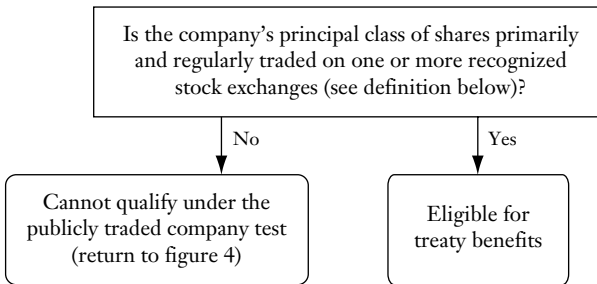 Is the company’s principal class of shares primarily
and regularly traded on one or more recognized
stock exchanges (see definition below)?
No
Yes
Cannot qualify under the
publicly traded company test
(return to figure 4)
Eligible for
treaty benefits